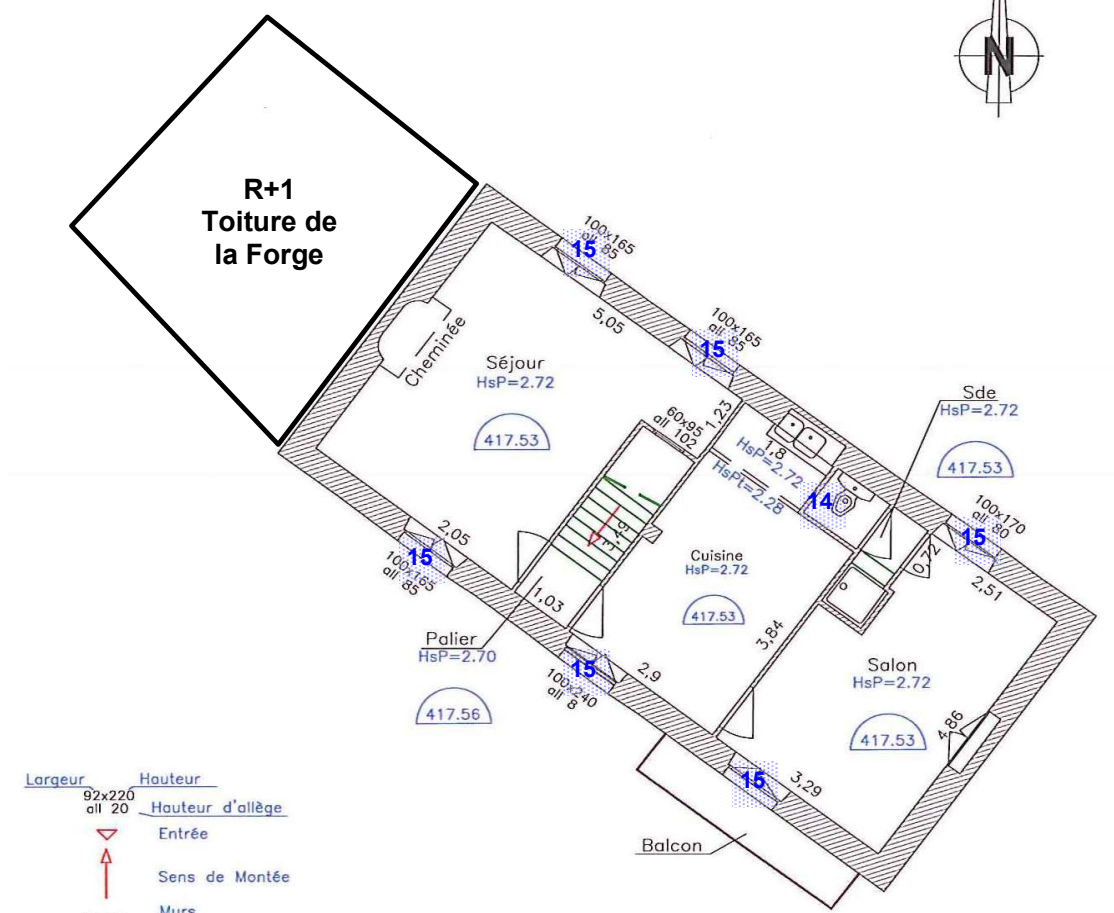 N
R+1
Toiture de
la Forge
100x165
all 85
15
5,05
100x165
all 85
15
Cheminée
Séjour
HsP=2.72
417.53
60x95
all 102
1,23
1,8
HsP=2.72
HsPt=2.28
14
Sde
HsP=2.72
417.53
100x170
all 80
15
0,72
2,51
2,05
15
100x165
all 85
3,49
1,03
Cuisine
HsP=2.72
417.53
3,84
Palier
HsP=2.70
417.56
15
100x240
all 8
2,9
Salon
HsP=2.72
417.53
4,86
15
3,29
Balcon
Largeur Hauteur
92x220
all 20 Hauteur d'allège
Entrée
Sens de Montée
Murs